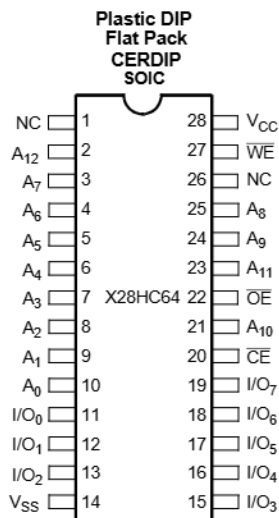 Plastic DIP
Flat Pack
CERDIP
SOIC
NC 1 28 VCC
A12 2 27 WE
A7 3 26 NC
A6 4 25 A8
A5 5 24 A9
A4 6 23 A11
A3 7 X28HC64 22 OE
A2 8 21 A10
A1 9 20 CE
A0 10 19 I/O7
I/O0 11 18 I/O6
I/O1 12 17 I/O5
I/O2 13 16 I/O4
VSS 14 15 I/O3